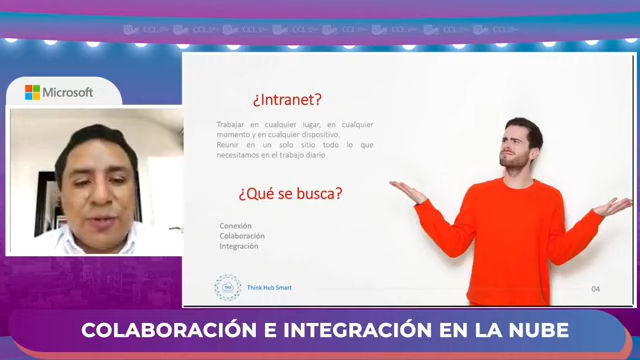 Microsoft
¿Intranet?
Trabajar en cualquier lugar, en cualquier
momento y en cualquier dispositivo.
Reunir en un solo sitio todo lo que
necesitamos en el trabajo diario
¿Qué se busca?
Conexión
Colaboración
Integración
Think Hub Smart
04
COLABORACIÓN E INTEGRACIÓN EN LA NUBE